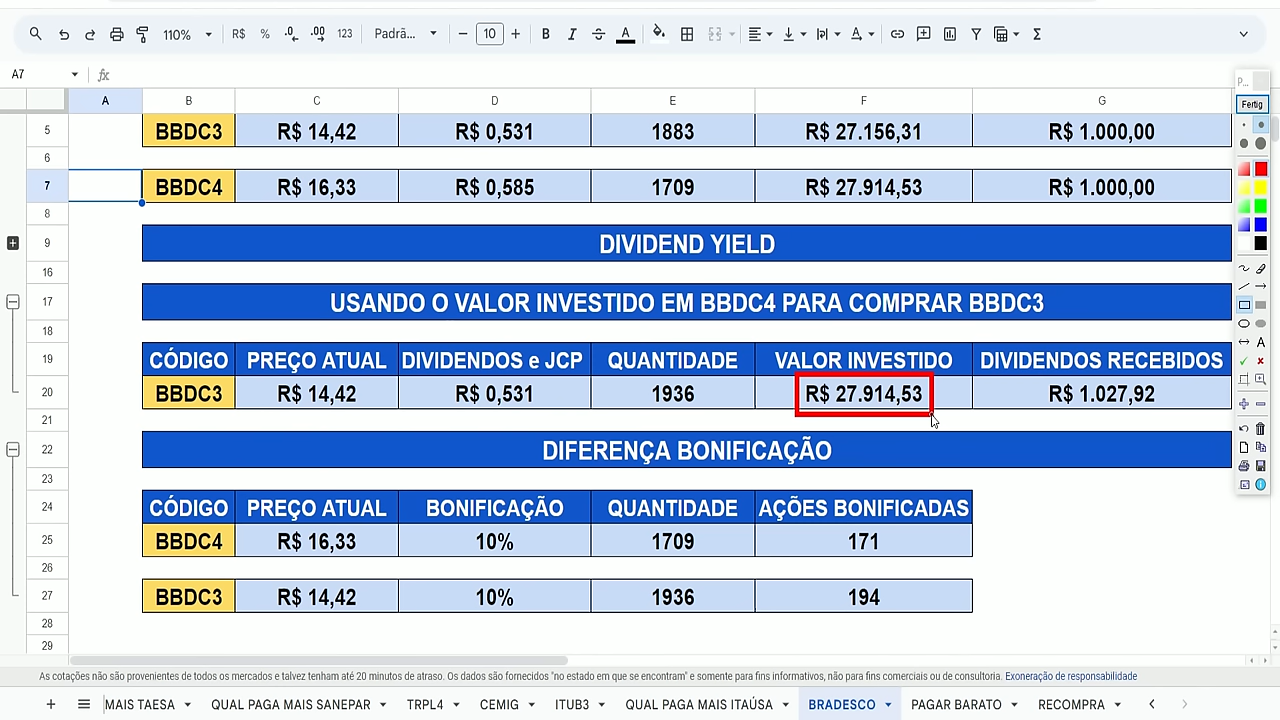 110% R$ % .0 .00 123 Padrã... 10 B I A Σ
A7 fx
P...
A B C D E F G
Fertig
5 BBDC3 R$ 14,42 R$ 0,531 1883 R$ 27.156,31 R$ 1.000,00
6
7 BBDC4 R$ 16,33 R$ 0,585 1709 R$ 27.914,53 R$ 1.000,00
8
9 DIVIDEND YIELD
16
17 USANDO O VALOR INVESTIDO EM BBDC4 PARA COMPRAR BBDC3
18
19 CÓDIGO PREÇO ATUAL DIVIDENDOS e JCP QUANTIDADE VALOR INVESTIDO DIVIDENDOS RECEBIDOS
20 BBDC3 R$ 14,42 R$ 0,531 1936 R$ 27.914,53 R$ 1.027,92
21
22 DIFERENÇA BONIFICAÇÃO
23
24 CÓDIGO PREÇO ATUAL BONIFICAÇÃO QUANTIDADE AÇÕES BONIFICADAS
25 BBDC4 R$ 16,33 10% 1709 171
26
27 BBDC3 R$ 14,42 10% 1936 194
28
29
As cotações não são provenientes de todos os mercados e talvez tenham até 20 minutos de atraso. Os dados são fornecidos "no estado em que se encontram" e somente para fins informativos, não para fins comerciais ou de consultoria. Exoneração de responsabilidade
MAIS TAESA QUAL PAGA MAIS SANEPAR TRPL4 CEMIG ITUB3 QUAL PAGA MAIS ITAÚSA BRADESCO PAGAR BARATO RECOMPRA